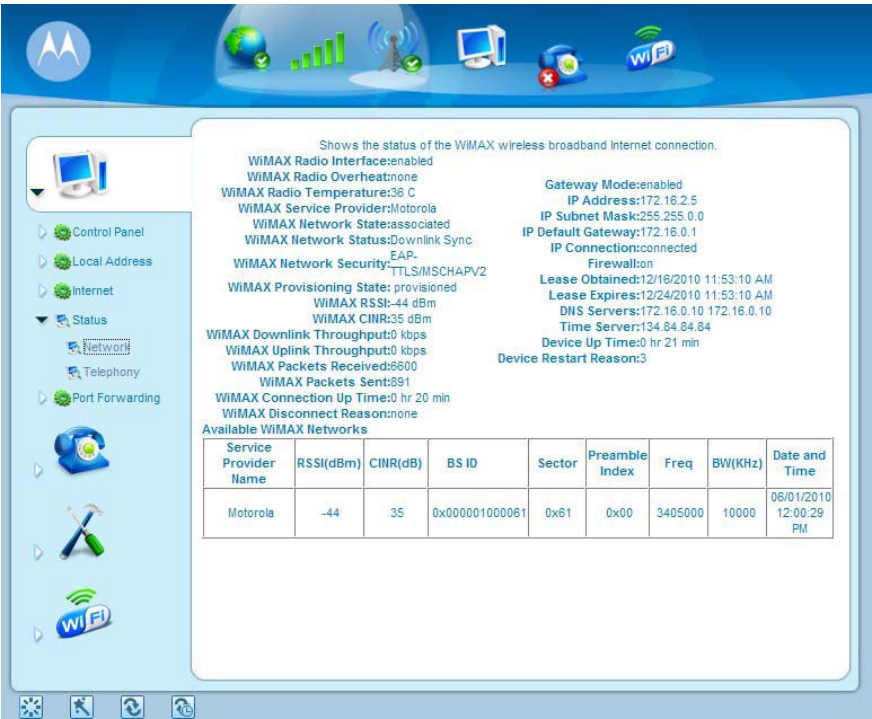 WiFi
Control Panel
Local Address
Internet
Status
Network
Telephony
Port Forwarding
WiFi
Shows the status of the WiMAX wireless broadband Internet connection.
WiMAX Radio Interface:enabled
WiMAX Radio Overheat:none
WiMAX Radio Temperature:36 C
WiMAX Service Provider:Motorola
WiMAX Network State:associated
WiMAX Network Status:Downlink Sync
WiMAX Network Security:EAP-TTLS/MSCHAPV2
WiMAX Provisioning State: provisioned
WiMAX RSSI:-44 dBm
WiMAX CINR:35 dBm
WiMAX Downlink Throughput:0 kbps
WiMAX Uplink Throughput:0 kbps
WiMAX Packets Received:6600
WiMAX Packets Sent:891
WiMAX Connection Up Time:0 hr 20 min
WiMAX Disconnect Reason:none
Gateway Mode:enabled
IP Address:172.16.2.5
IP Subnet Mask:255.255.0.0
IP Default Gateway:172.16.0.1
IP Connection:connected
Firewall:on
Lease Obtained:12/16/2010 11:53:10 AM
Lease Expires:12/24/2010 11:53:10 AM
DNS Servers:172.16.0.10 172.16.0.10
Time Server:134.84.84.84
Device Up Time:0 hr 21 min
Device Restart Reason:3
Available WiMAX Networks
Service Provider Name RSSI(dBm) CINR(dB) BS ID Sector Preamble Index Freq BW(KHz) Date and Time
Motorola -44 35 0x000001000061 0x61 0x00 3405000 10000 06/01/2010 12:00:29 PM